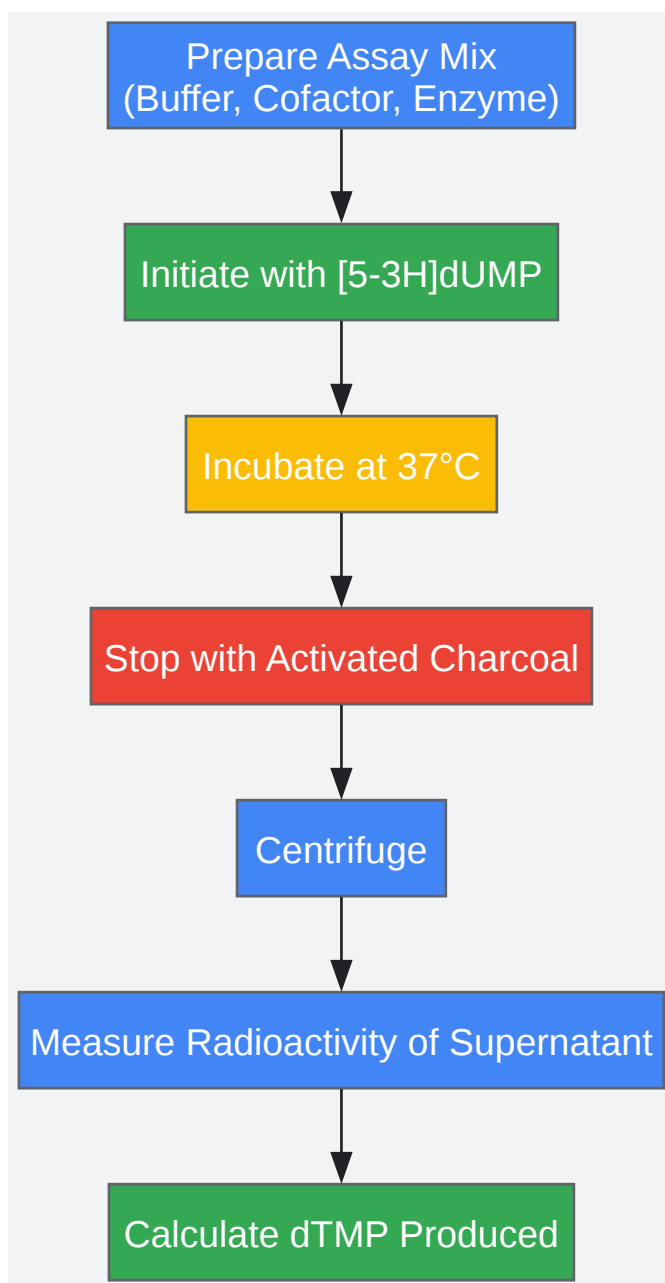 Prepare Assay Mix
(Buffer, Cofactor, Enzyme)
Initiate with [5-3H]dUMP
Incubate at 37°C
Stop with Activated Charcoal
Centrifuge
Measure Radioactivity of Supernatant
Calculate dTMP Produced